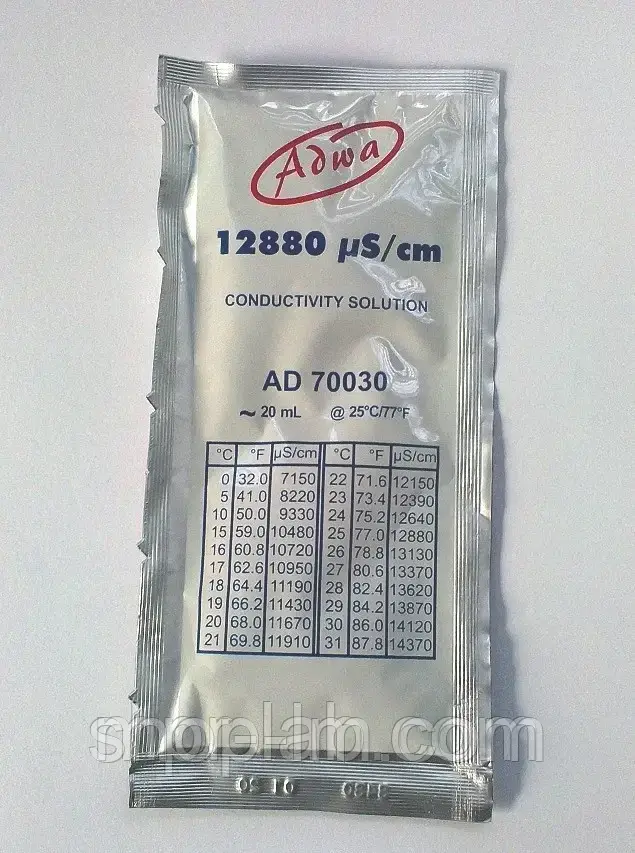 Adwa
12880 µS/cm
CONDUCTIVITY SOLUTION
AD 70030
~ 20 mL @ 25°C/77°F
°C °F µS/cm °C °F µS/cm
0 32.0 7150 22 71.6 12150
5 41.0 8220 23 73.4 12390
10 50.0 9330 24 75.2 12640
15 59.0 10480 25 77.0 12880
16 60.8 10720 26 78.8 13130
17 62.6 10950 27 80.6 13370
18 64.4 11190 28 82.4 13620
19 66.2 11430 29 84.2 13870
20 68.0 11670 30 86.0 14120
21 69.8 11910 31 87.8 14370
shoplab.com